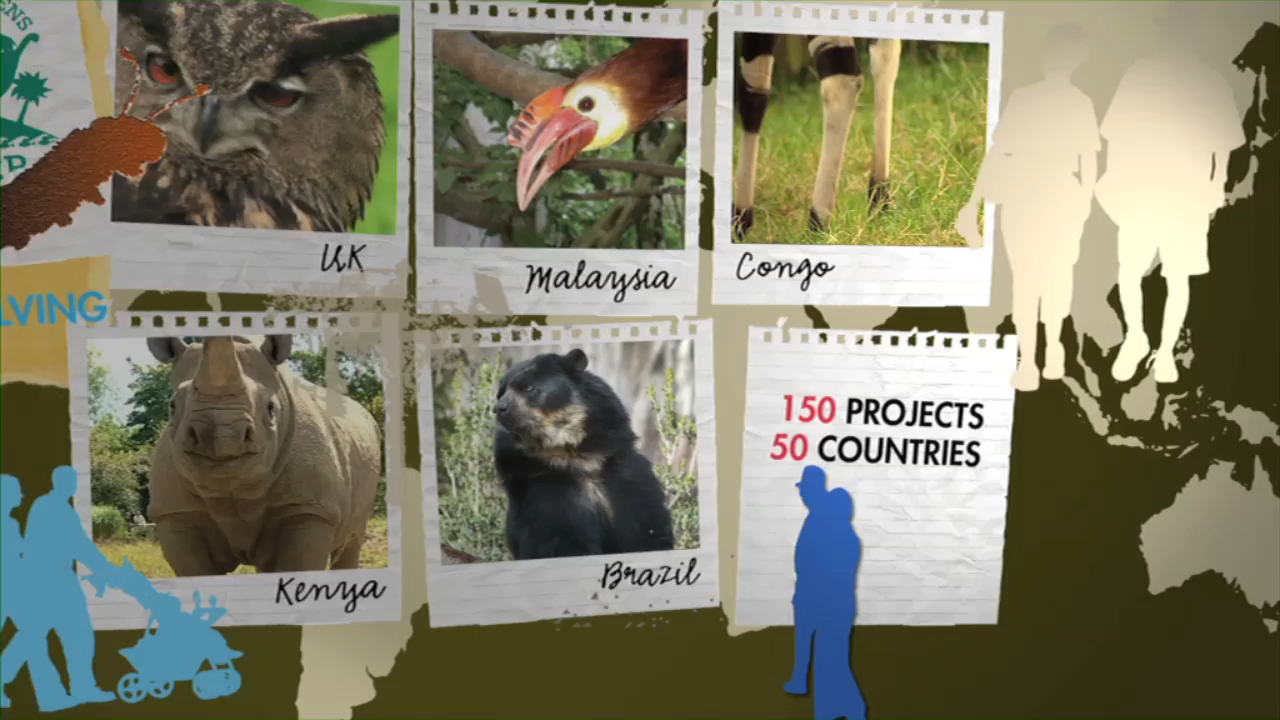 UK
Malaysia
Congo
LVING
Kenya
Brazil
150 PROJECTS
50 COUNTRIES